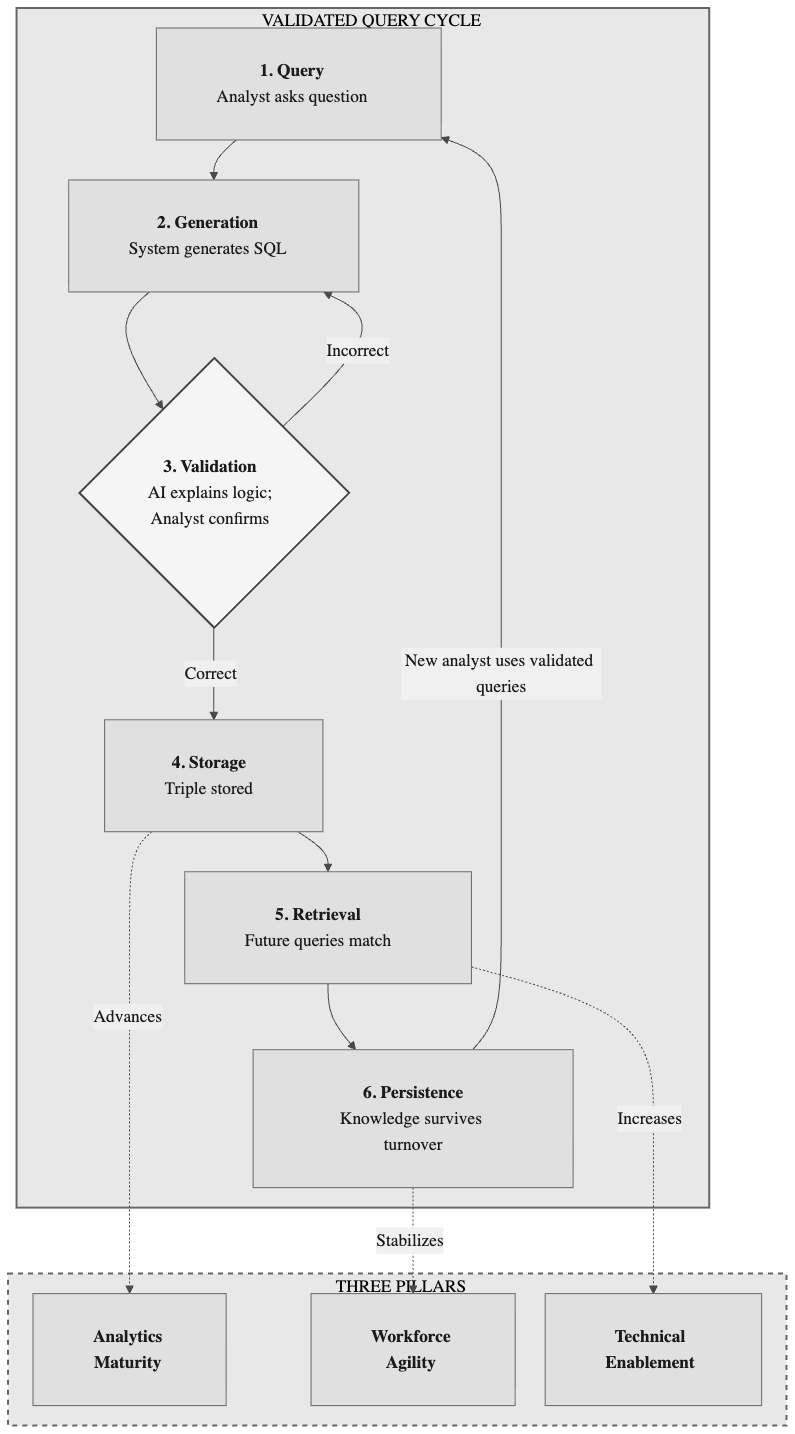 VALIDATED QUERY CYCLE
1. Query
Analyst asks question
2. Generation
System generates SQL
Incorrect
3. Validation
AI explains logic;
Analyst confirms
Correct
New analyst uses validated
queries
4. Storage
Triple stored
5. Retrieval
Future queries match
Advances
6. Persistence
Knowledge survives
turnover
Increases
Stabilizes
THREE PILLARS
Analytics
Maturity
Workforce
Agility
Technical
Enablement